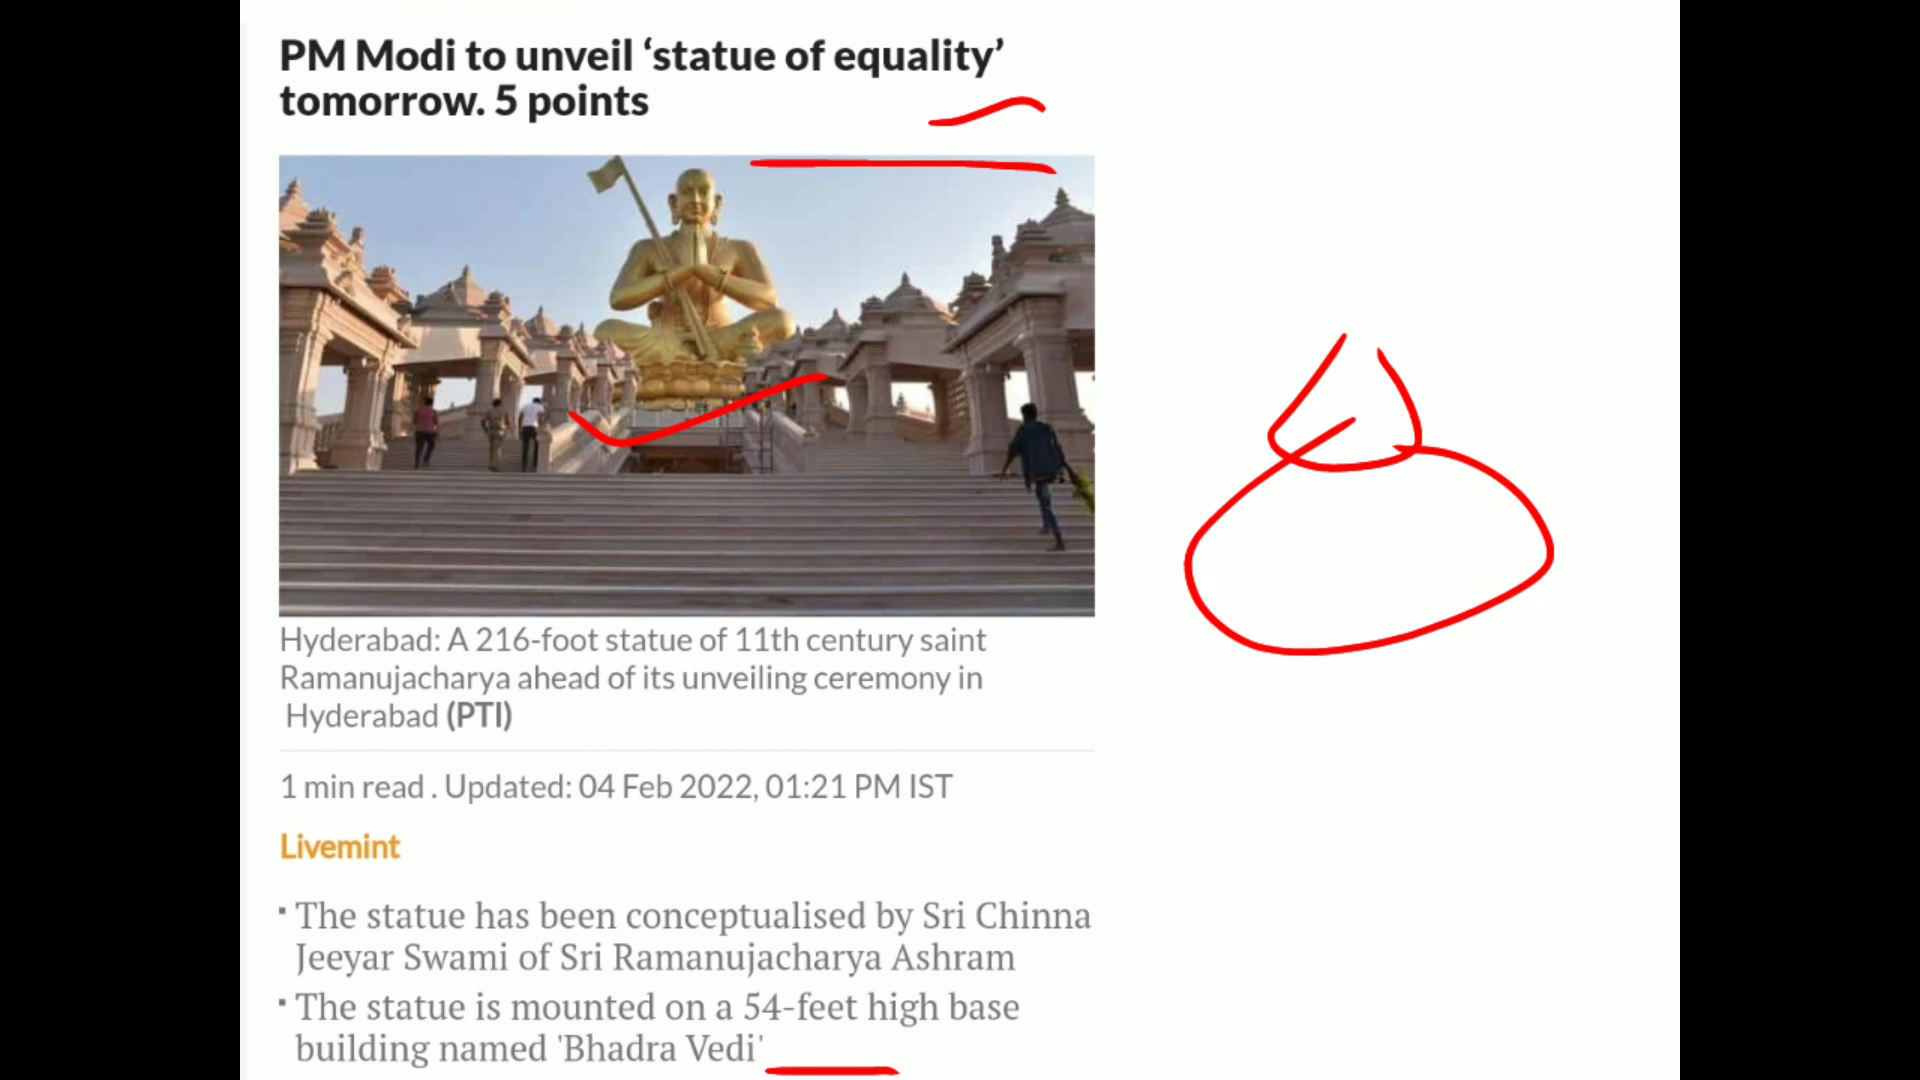 PM Modi to unveil ‘statue of equality’
tomorrow. 5 points
Hyderabad: A 216-foot statue of 11th century saint
Ramanujacharya ahead of its unveiling ceremony in
Hyderabad (PTI)
1 min read . Updated: 04 Feb 2022, 01:21 PM IST
Livemint
▪ The statue has been conceptualised by Sri Chinna
Jeeyar Swami of Sri Ramanujacharya Ashram
▪ The statue is mounted on a 54-feet high base
building named 'Bhadra Vedi'